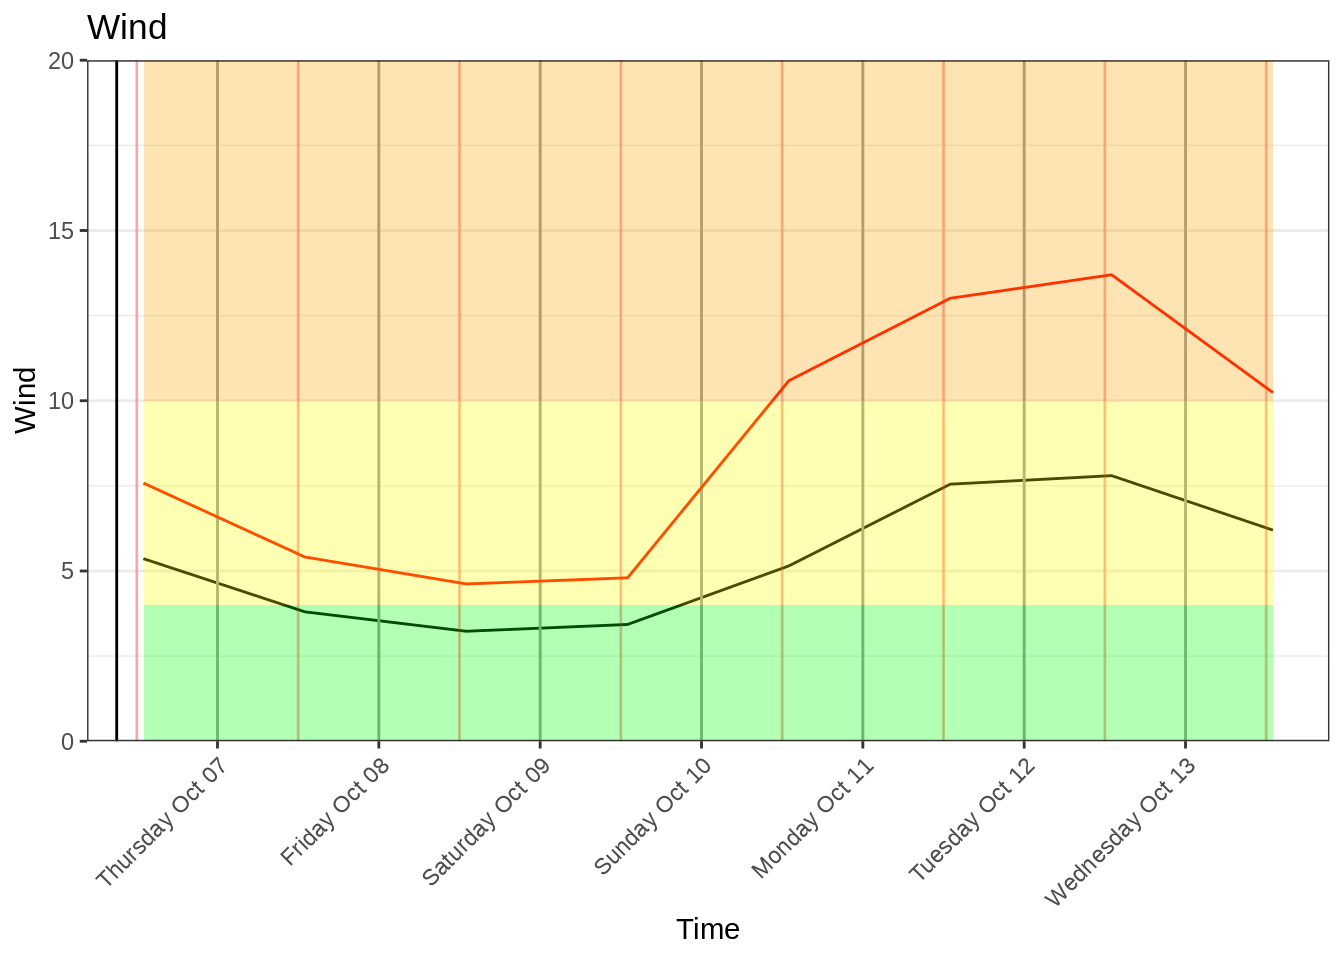 Wind
20
15
10
5
0
Wind
Thursday Oct 07
Friday Oct 08
Saturday Oct 09
Sunday Oct 10
Monday Oct 11
Tuesday Oct 12
Wednesday Oct 13
Time